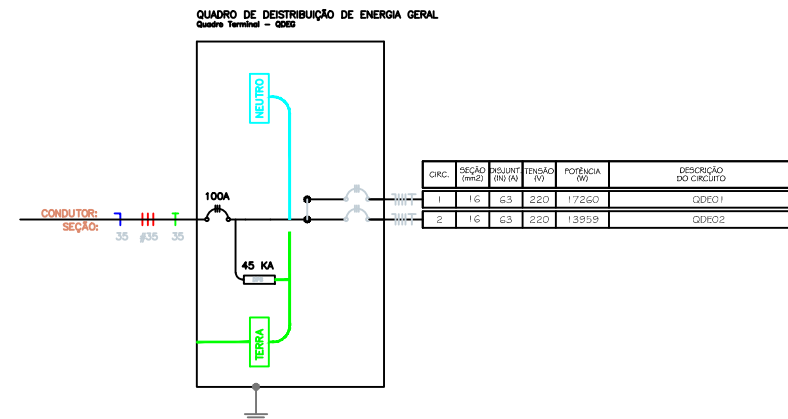 QUADRO DE DEISTRIBUIÇÃO DE ENERGIA GERAL
Quadro Terminal - QDEG
NEUTRO
100A
CONDUTOR:
SEÇÃO:
35 #35 35
45 KA
TERRA
CIRC. SEÇÃO (mm2) DISJUNT. (IN) (A) TENSÃO (V) POTÊNCIA (W) DESCRIÇÃO DO CIRCUITO
1 16 63 220 17260 QDEO1
2 16 63 220 13959 QDEO2